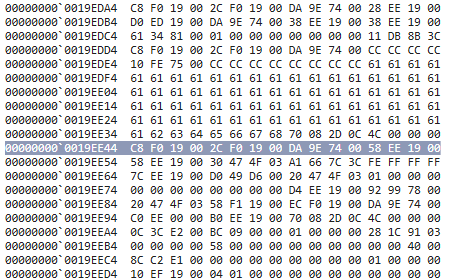 00000000`0019EDA4 C8 F0 19 00 2C F0 19 00 DA 9E 74 00 28 EE 19 00
00000000`0019EDB4 D0 ED 19 00 DA 9E 74 00 38 EE 19 00 38 EE 19 00
00000000`0019EDC4 61 34 81 00 01 00 00 00 00 00 00 00 11 DB 8B 3C
00000000`0019EDD4 C8 F0 19 00 2C F0 19 00 DA 9E 74 00 CC CC CC CC
00000000`0019EDE4 10 FE 75 00 CC CC CC CC CC CC CC CC 61 61 61 61
00000000`0019EDF4 61 61 61 61 61 61 61 61 61 61 61 61 61 61 61 61
00000000`0019EE04 61 61 61 61 61 61 61 61 61 61 61 61 61 61 61 61
00000000`0019EE14 61 61 61 61 61 61 61 61 61 61 61 61 61 61 61 61
00000000`0019EE24 61 61 61 61 61 61 61 61 61 61 61 61 61 61 61 61
00000000`0019EE34 61 62 63 64 65 66 67 68 70 08 2D 0C 4C 00 00 00
00000000`0019EE44 C8 F0 19 00 2C F0 19 00 DA 9E 74 00 58 EE 19 00
00000000`0019EE54 58 EE 19 00 30 47 4F 03 A1 66 7C 3C FE FF FF FF
00000000`0019EE64 7C EE 19 00 D0 49 D6 00 20 47 4F 03 01 00 00 00
00000000`0019EE74 00 00 00 00 00 00 00 00 D4 EE 19 00 92 99 78 00
00000000`0019EE84 20 47 4F 03 58 F1 19 00 EC F0 19 00 DA 9E 74 00
00000000`0019EE94 C0 EE 00 00 B0 EE 19 00 70 08 2D 0C 4C 00 00 00
00000000`0019EEA4 0C 3C E2 00 BC 09 00 00 01 00 00 00 28 1C 91 03
00000000`0019EEB4 00 00 00 00 58 00 00 00 00 00 00 00 00 00 40 00
00000000`0019EEC4 8C C2 E1 00 00 00 00 00 00 00 00 00 01 00 00 00
00000000`0019EED4 10 EF 19 00 04 01 00 00 00 00 00 00 00 00 00 00